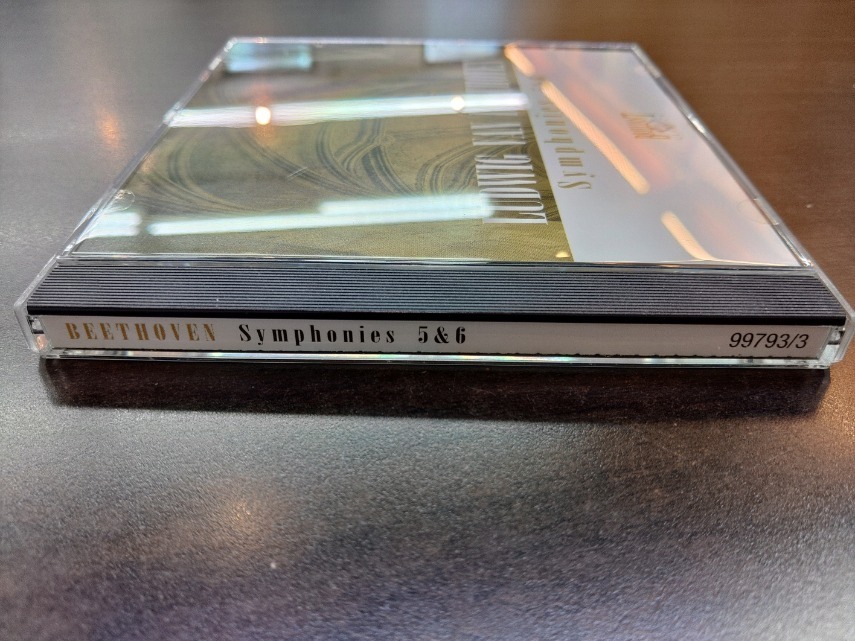 LUDWIG VAN
Symphonies
BEETHOVEN Symphonies 5&6 99793/3